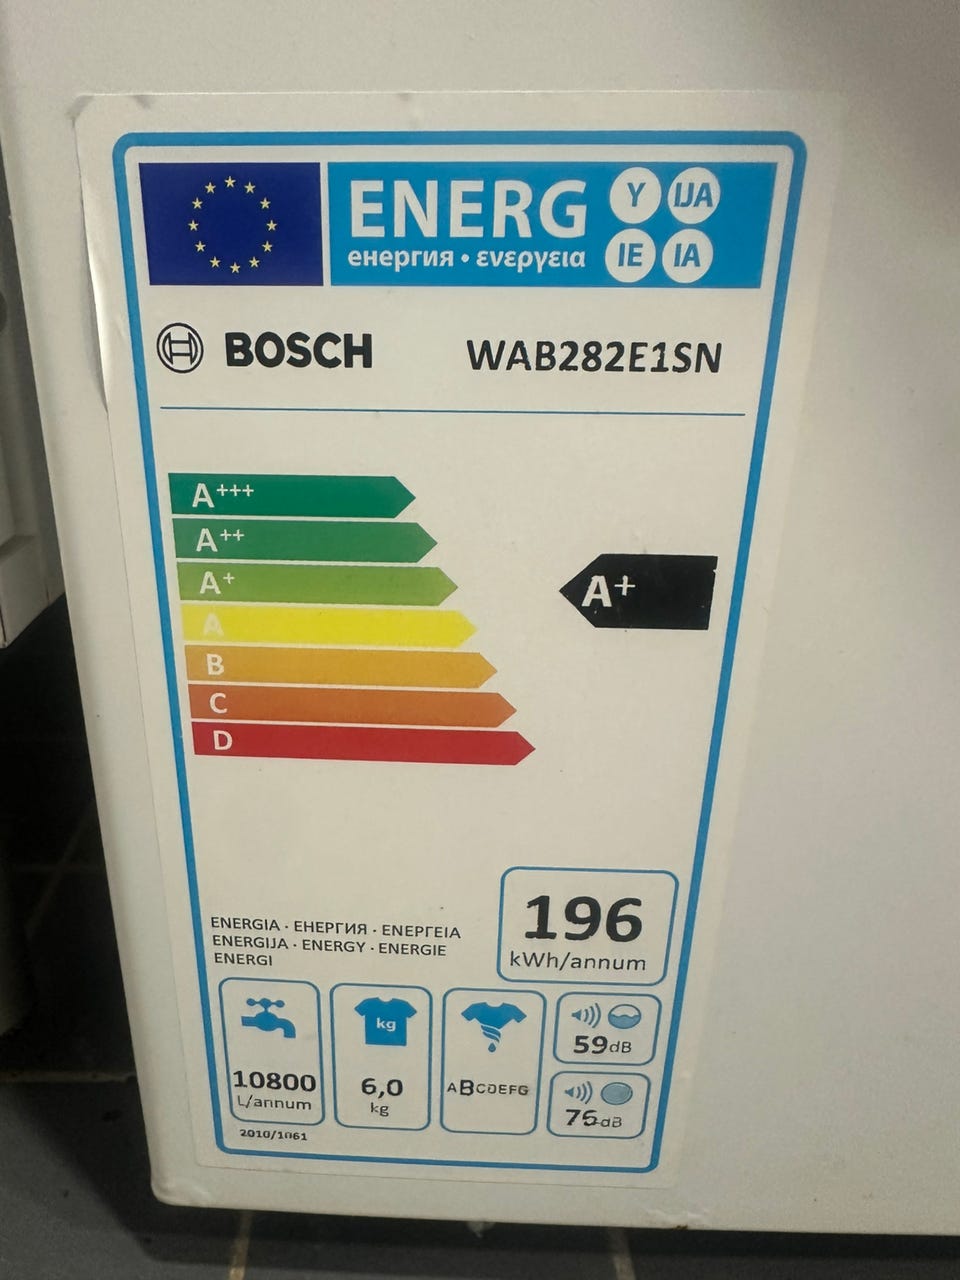 ENERG Y IJA
енергия · ενεργεια IE IA
BOSCH WAB282E1SN
A+++
A++
A+
A
B
C
D
A+
196
kWh/annum
ENERGIA · ЕНЕРГИЯ · ΕΝΕΡΓΕΙΑ
ENERGIJA · ENERGY · ENERGIE
ENERGI
10800
L/annum
kg
6,0
kg
ABCDEFG
59dB
dB
2010/1061